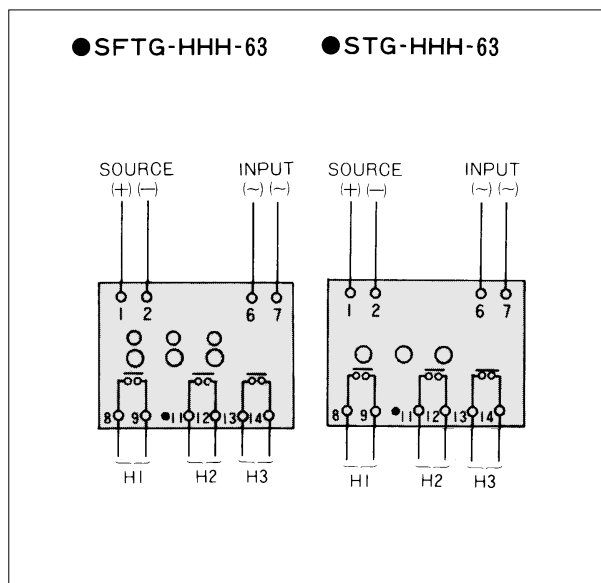 ●SFTG-HHH-63 ●STG-HHH-63
SOURCE INPUT SOURCE INPUT
(+) (−) (~) (~) (+) (−) (~) (~)
1 2 6 7 1 2 6 7
8 9 ●11 12 13 14 8 9 ●11 12 13 14
H1 H2 H3 H1 H2 H3